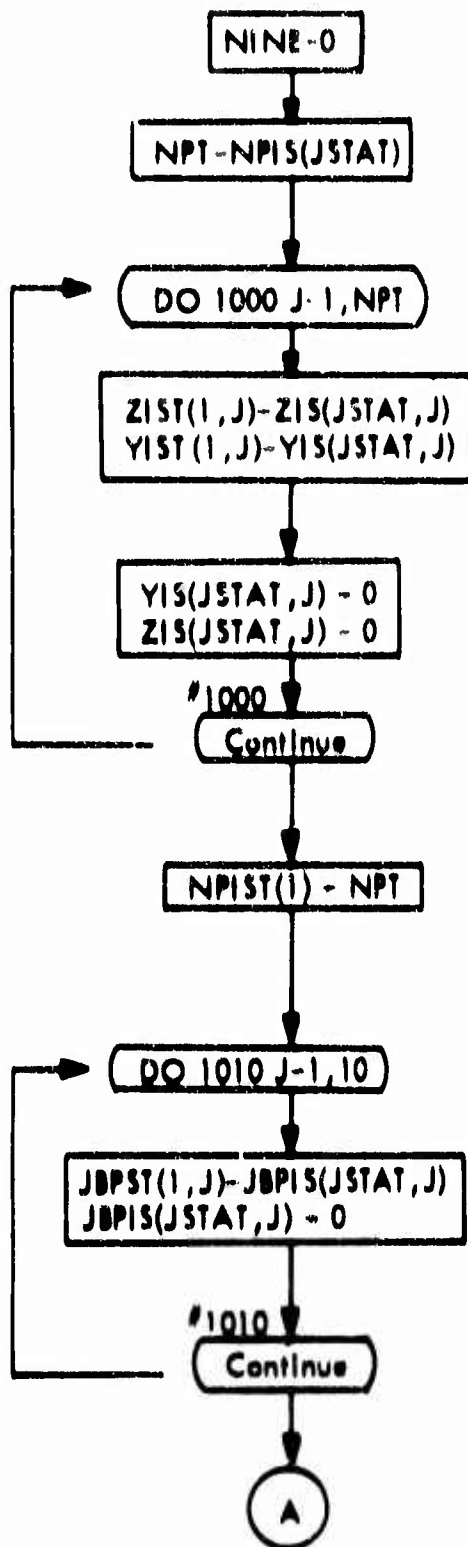 NINE-0
NPT-NPIS(JSTAT)
DO 1000 J-1,NPT
ZIST(1,J)-ZIS(JSTAT,J)
YIST(1,J)-YIS(JSTAT,J)
YIS(JSTAT,J) - 0
ZIS(JSTAT,J) - 0
#1000
Continue
NPIST(1) - NPT
DO 1010 J-1,10
JBPST(1,J)-JBPIS(JSTAT,J)
JBPIS(JSTAT,J) - 0
#1010
Continue
A